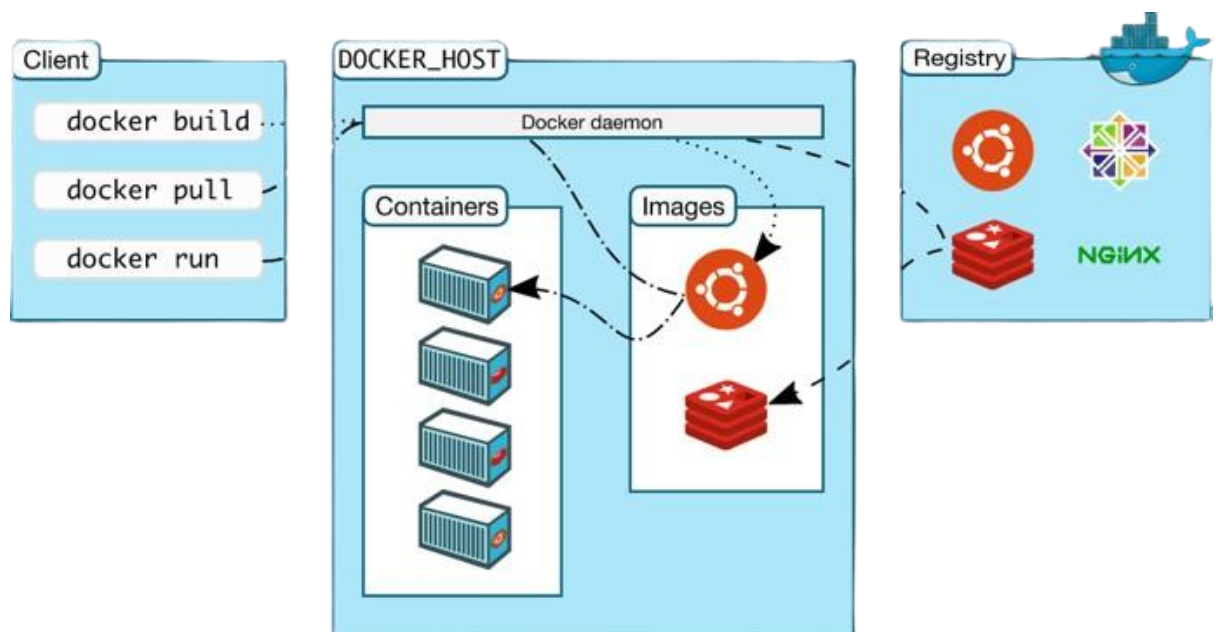 Client
docker build
docker pull
docker run
DOCKER_HOST
Docker daemon
Containers
Images
Registry
NGiNX